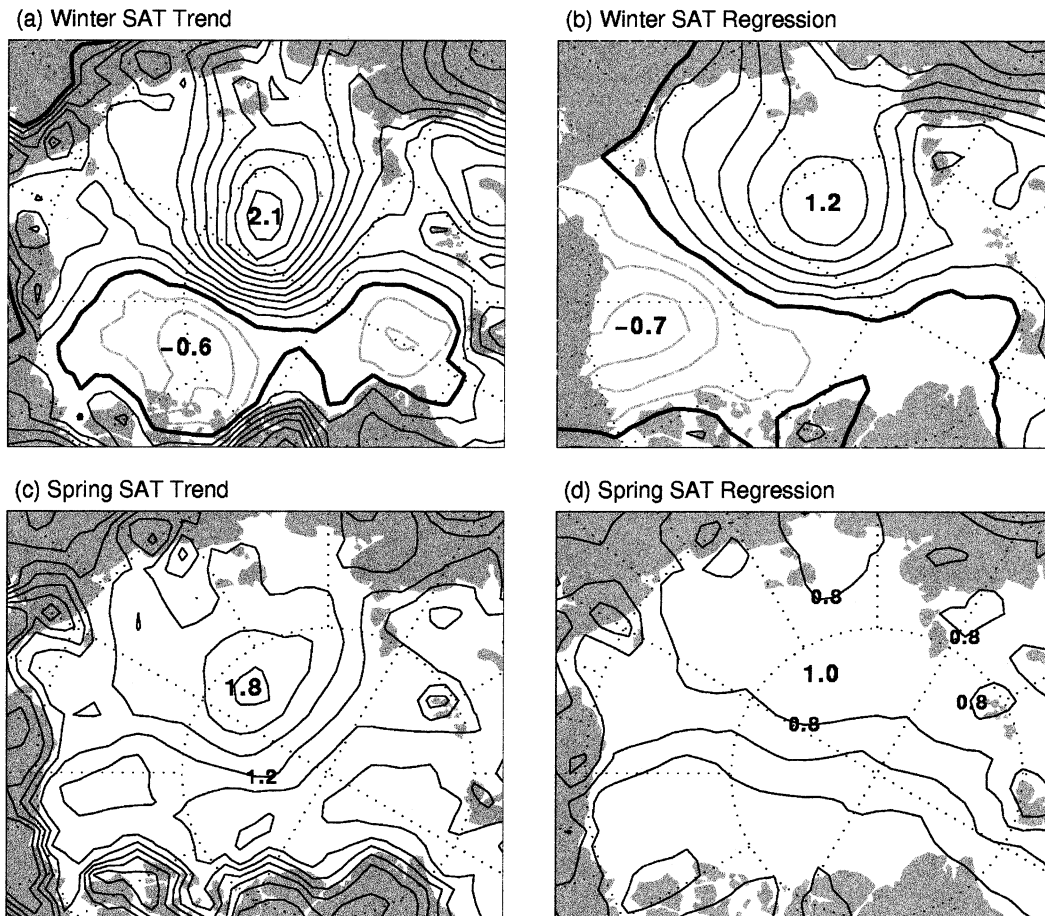 (a) Winter SAT Trend
(b) Winter SAT Regression
2.1
1.2
-0.6
-0.7
(c) Spring SAT Trend
(d) Spring SAT Regression
0.8
0.8
1.8
1.0
0.8
0.8
1.2